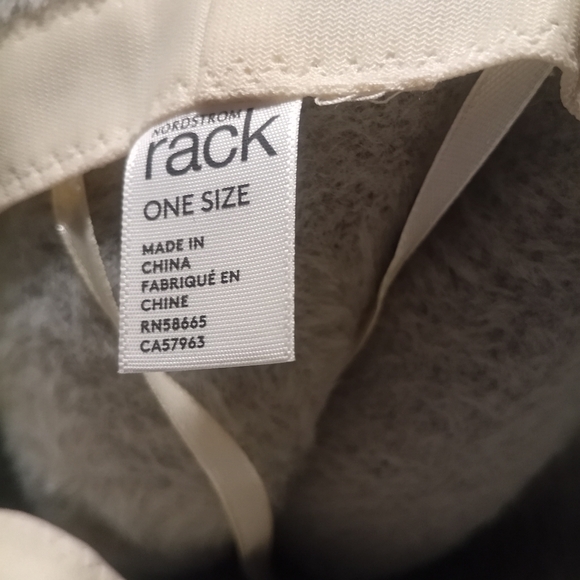 NORDSTROM
rack
ONE SIZE
MADE IN
CHINA
FABRIQUÉ EN
CHINE
RN58665
CA57963